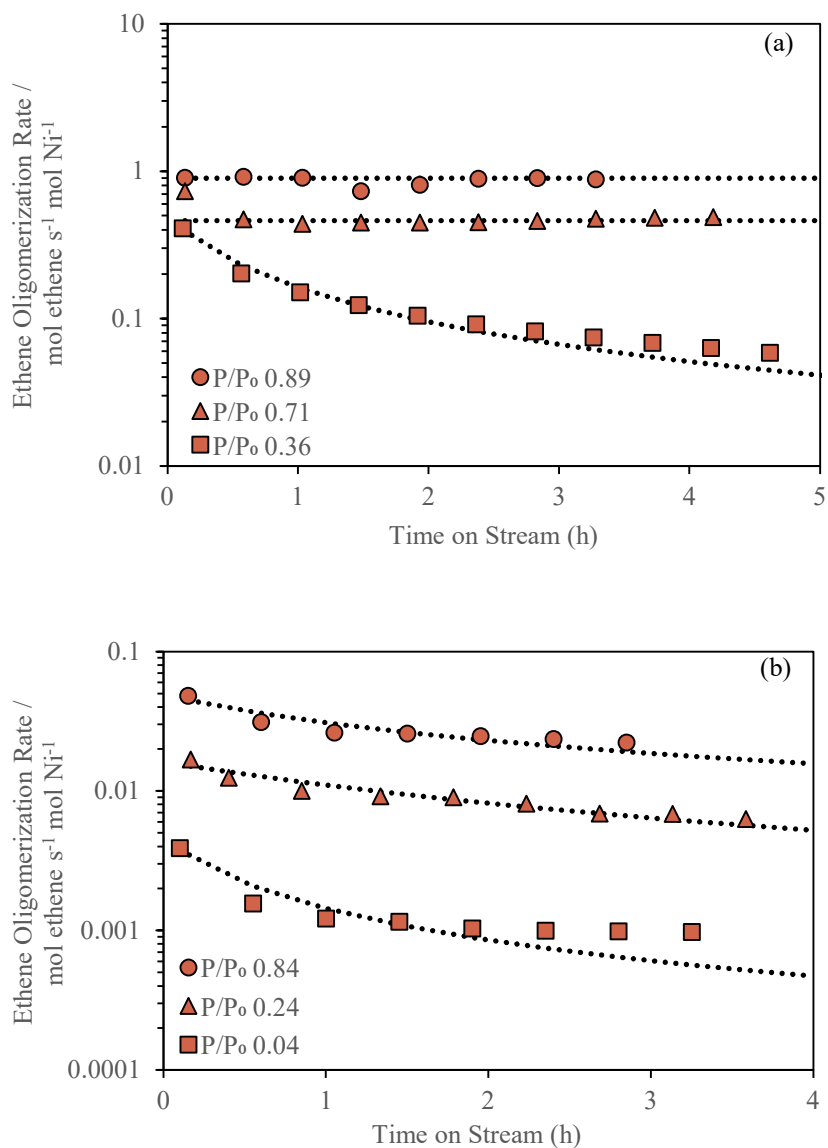 (a)
Ethene Oligomerization Rate /
mol ethene s⁻¹ mol Ni⁻¹
10
1
0.1
0.01
P/P₀ 0.89
P/P₀ 0.71
P/P₀ 0.36
0 1 2 3 4 5
Time on Stream (h)
(b)
Ethene Oligomerization Rate /
mol ethene s⁻¹ mol Ni⁻¹
0.1
0.01
0.001
0.0001
P/P₀ 0.84
P/P₀ 0.24
P/P₀ 0.04
0 1 2 3 4
Time on Stream (h)